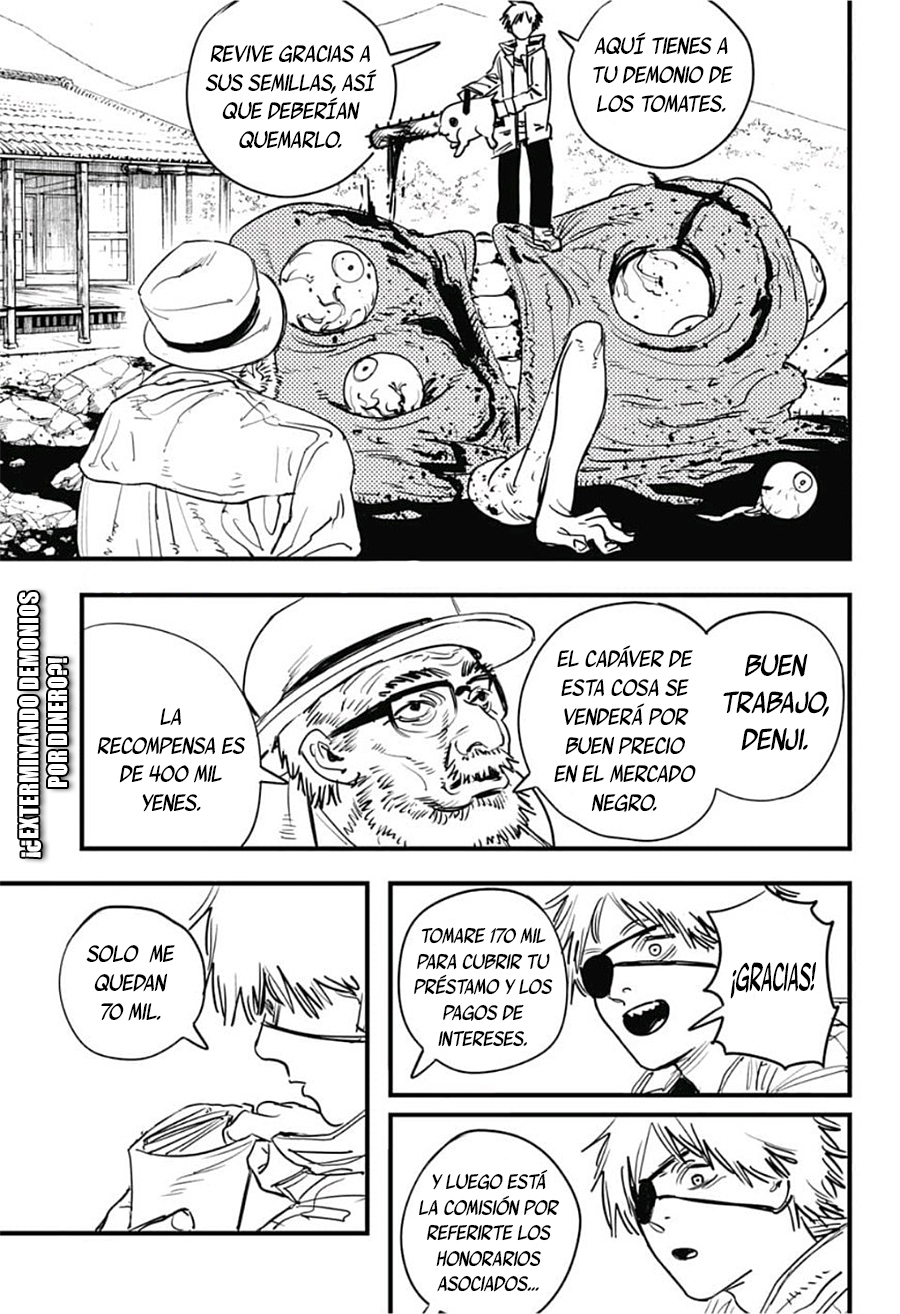 AQUÍ TIENES A
TU DEMONIO DE
LOS TOMATES.
REVIVE GRACIAS A
SUS SEMILLAS, ASÍ
QUE DEBERÍAN
QUEMARLO.
BUEN
TRABAJO,
DENJI.
EL CADÁVER DE
ESTA COSA SE
VENDERÁ POR
BUEN PRECIO
EN EL MERCADO
NEGRO.
LA
RECOMPENSA ES
DE 400 MIL
YENES.
¡¿EXTERMINANDO DEMONIOS
POR DINERO?!
¡GRACIAS!
TOMARE 170 MIL
PARA CUBRIR TU
PRÉSTAMO Y LOS
PAGOS DE
INTERESES.
Y LUEGO ESTÁ
LA COMISIÓN POR
REFERIRTE LOS
HONORARIOS
ASOCIADOS...
SOLO ME
QUEDAN
70 MIL.